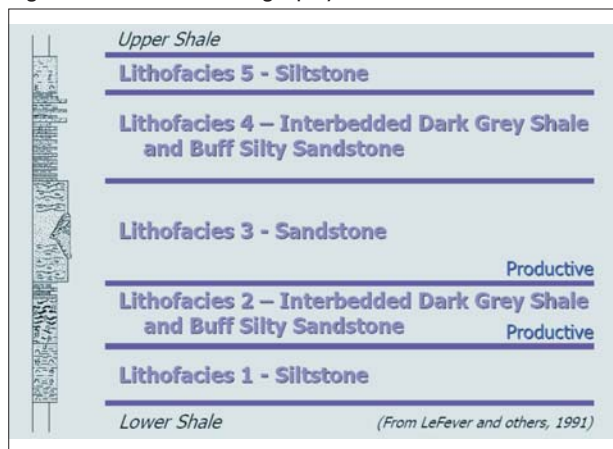 Upper Shale
Lithofacies 5 - Siltstone
Lithofacies 4 – Interbedded Dark Grey Shale
and Buff Silty Sandstone
Lithofacies 3 - Sandstone
Productive
Lithofacies 2 – Interbedded Dark Grey Shale
and Buff Silty Sandstone
Productive
Lithofacies 1 - Siltstone
Lower Shale
(From LeFever and others, 1991)